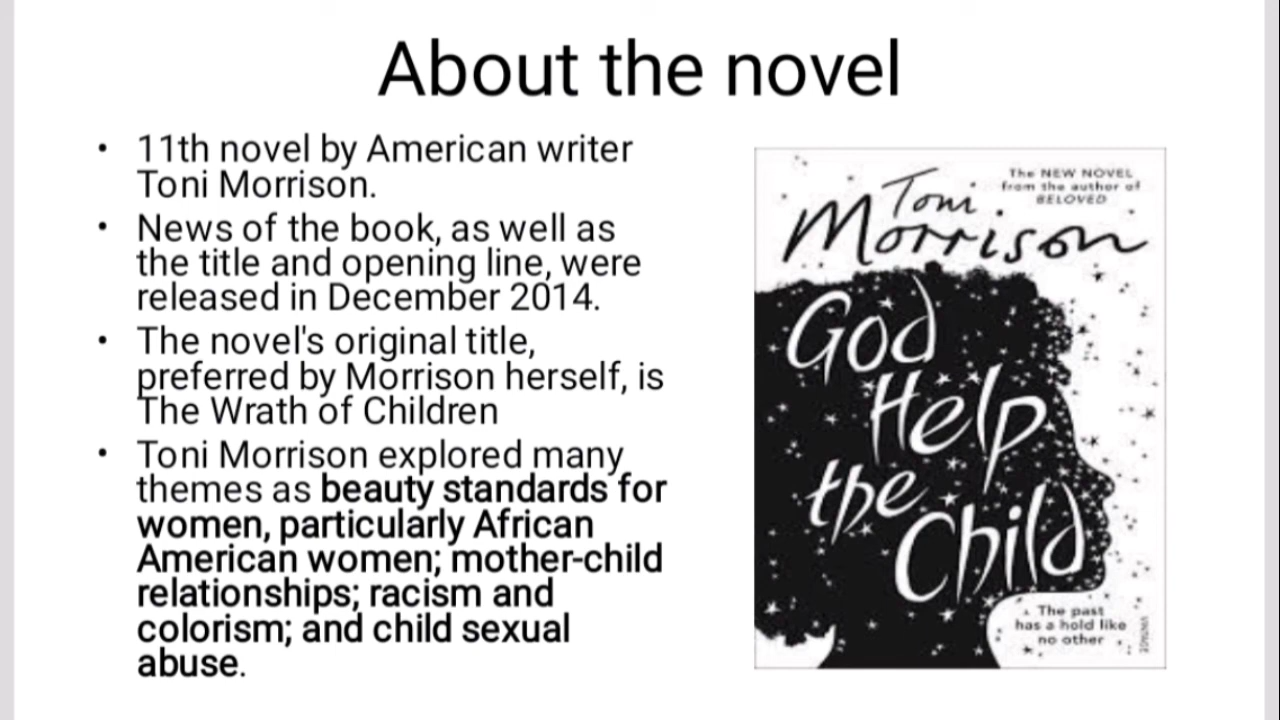 About the novel
• 11th novel by American writer
Toni Morrison.
• News of the book, as well as
the title and opening line, were
released in December 2014.
• The novel's original title,
preferred by Morrison herself, is
The Wrath of Children
• Toni Morrison explored many
themes as beauty standards for
women, particularly African
American women; mother-child
relationships; racism and
colorism; and child sexual
abuse.
The NEW NOVEL
from the author of
BELOVED
Toni
Morrison
God
Help
the
Child
The past
has a hold like
no other